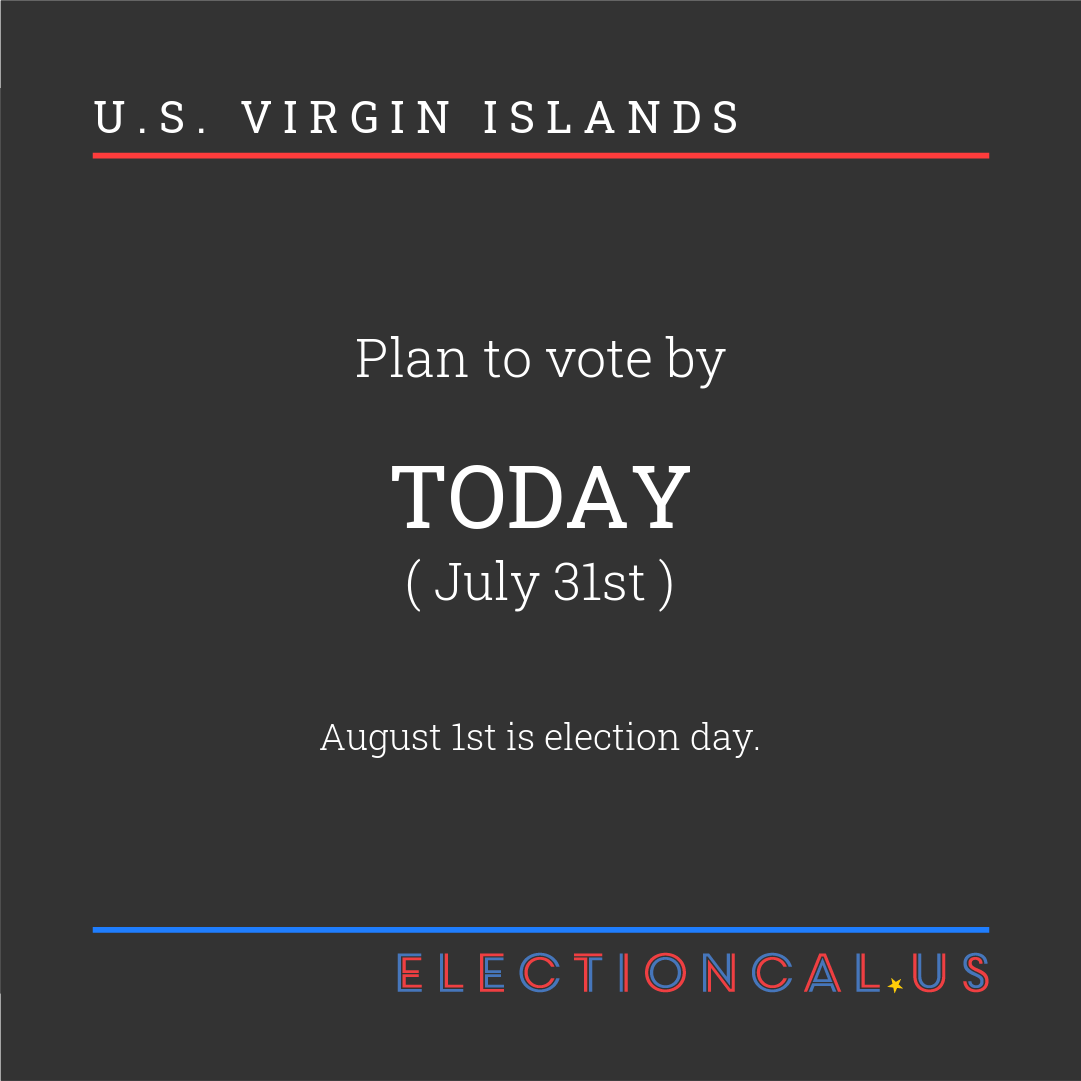 U.S. VIRGIN ISLANDS
Plan to vote by
TODAY
( July 31st )
August 1st is election day.
ELECTIONCAL.US